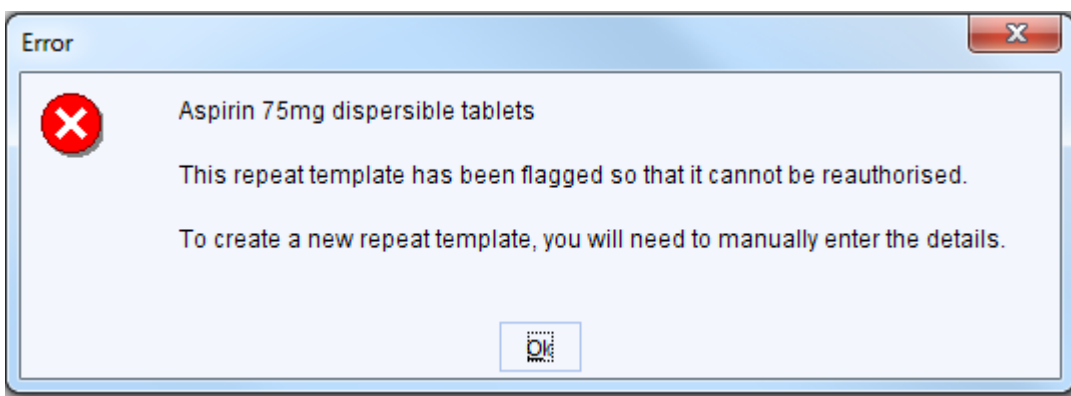 Error
Aspirin 75mg dispersible tablets
This repeat template has been flagged so that it cannot be reauthorised.
To create a new repeat template, you will need to manually enter the details.
Ok